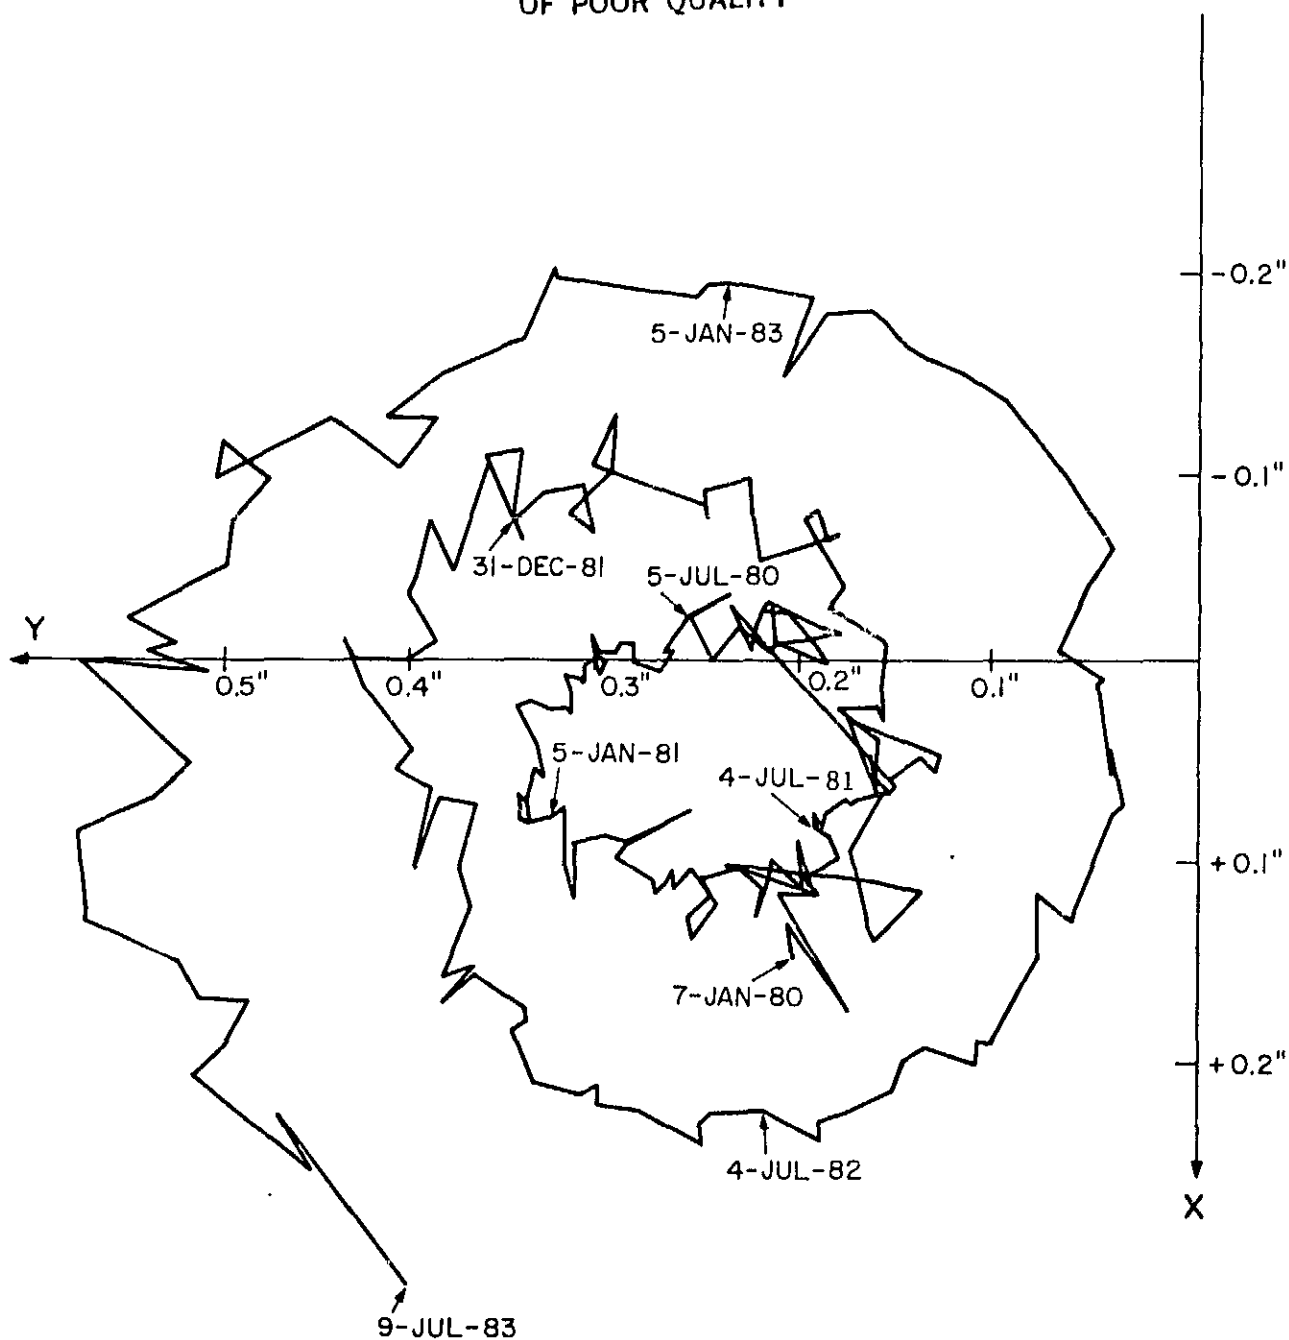 OF POOR QUALITY
-0.2"
5-JAN-83
-0.1"
31-DEC-81
5-JUL-80
Y
0.5"
0.4"
0.3"
0.2"
0.1"
5-JAN-81
4-JUL-81
+0.1"
7-JAN-80
+0.2"
4-JUL-82
X
9-JUL-83